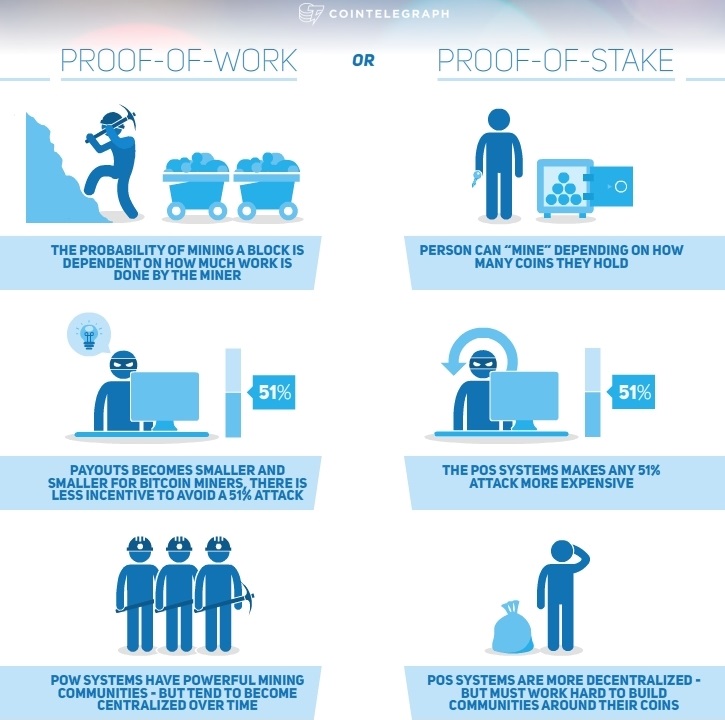 COINTELEGRAPH
PROOF-OF-WORK
OR
PROOF-OF-STAKE
THE PROBABILITY OF MINING A BLOCK IS
DEPENDENT ON HOW MUCH WORK IS
DONE BY THE MINER
PERSON CAN “MINE” DEPENDING ON HOW
MANY COINS THEY HOLD
51%
51%
PAYOUTS BECOMES SMALLER AND
SMALLER FOR BITCOIN MINERS, THERE IS
LESS INCENTIVE TO AVOID A 51% ATTACK
THE POS SYSTEMS MAKES ANY 51%
ATTACK MORE EXPENSIVE
POW SYSTEMS HAVE POWERFUL MINING
COMMUNITIES - BUT TEND TO BECOME
CENTRALIZED OVER TIME
POS SYSTEMS ARE MORE DECENTRALIZED -
BUT MUST WORK HARD TO BUILD
COMMUNITIES AROUND THEIR COINS